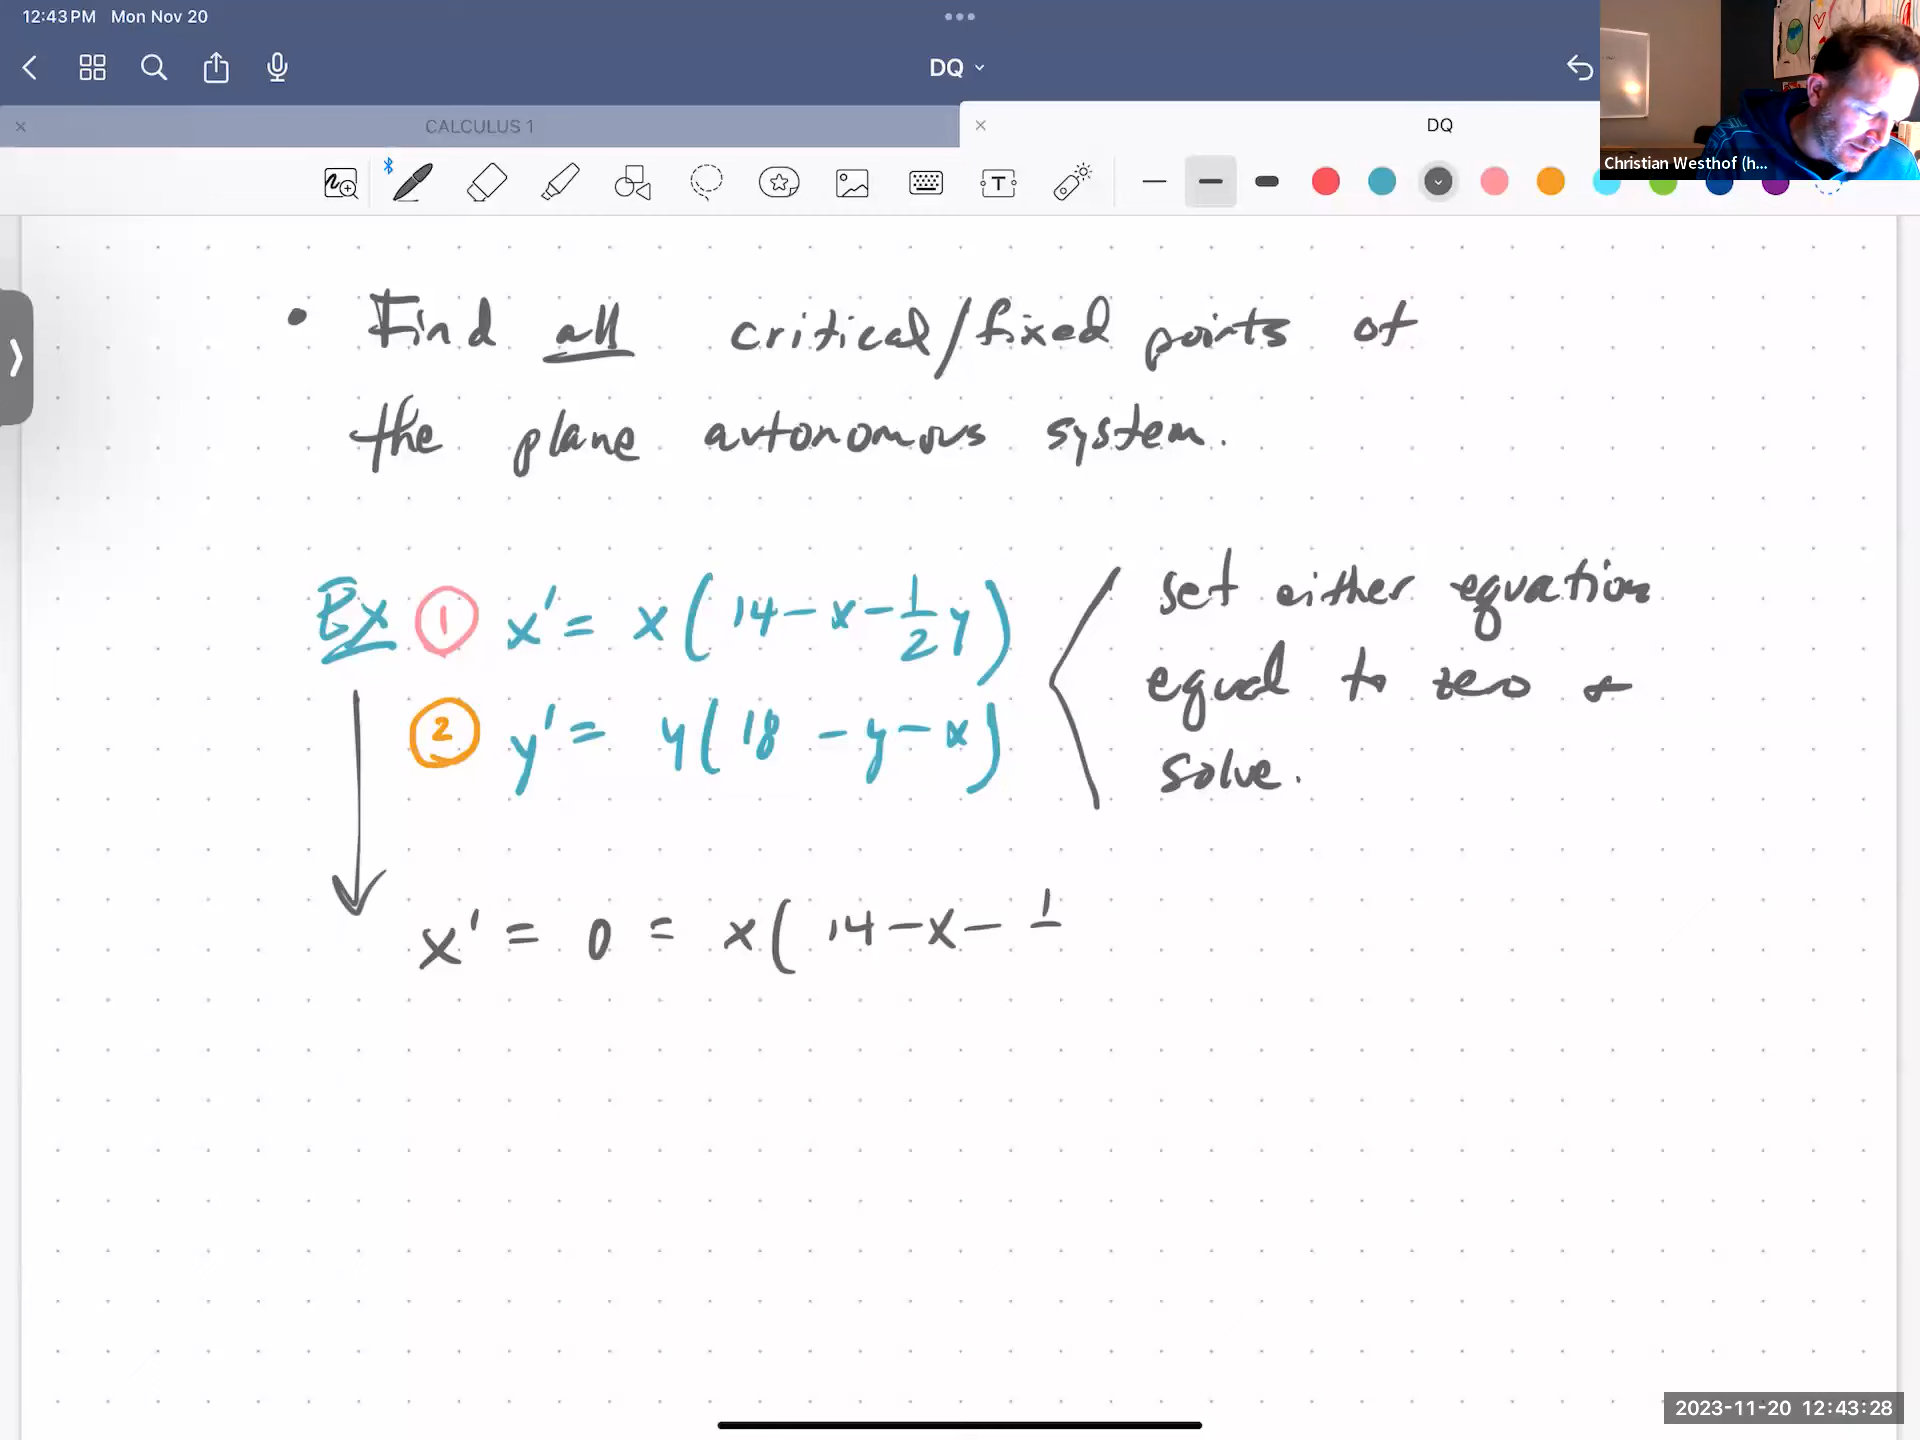 12:43 PM Mon Nov 20
DQ
CALCULUS 1
DQ
T
Christian Westhof (h...
• Find all critical/fixed points of
the plane autonomous system.
Ex ① x' = x(14 - x - 1/2 y)
② y' = y(18 - y - x)
set either equation
equal to zero &
solve.
x' = 0 = x( 14 - x - 1
2023-11-20 12:43:28